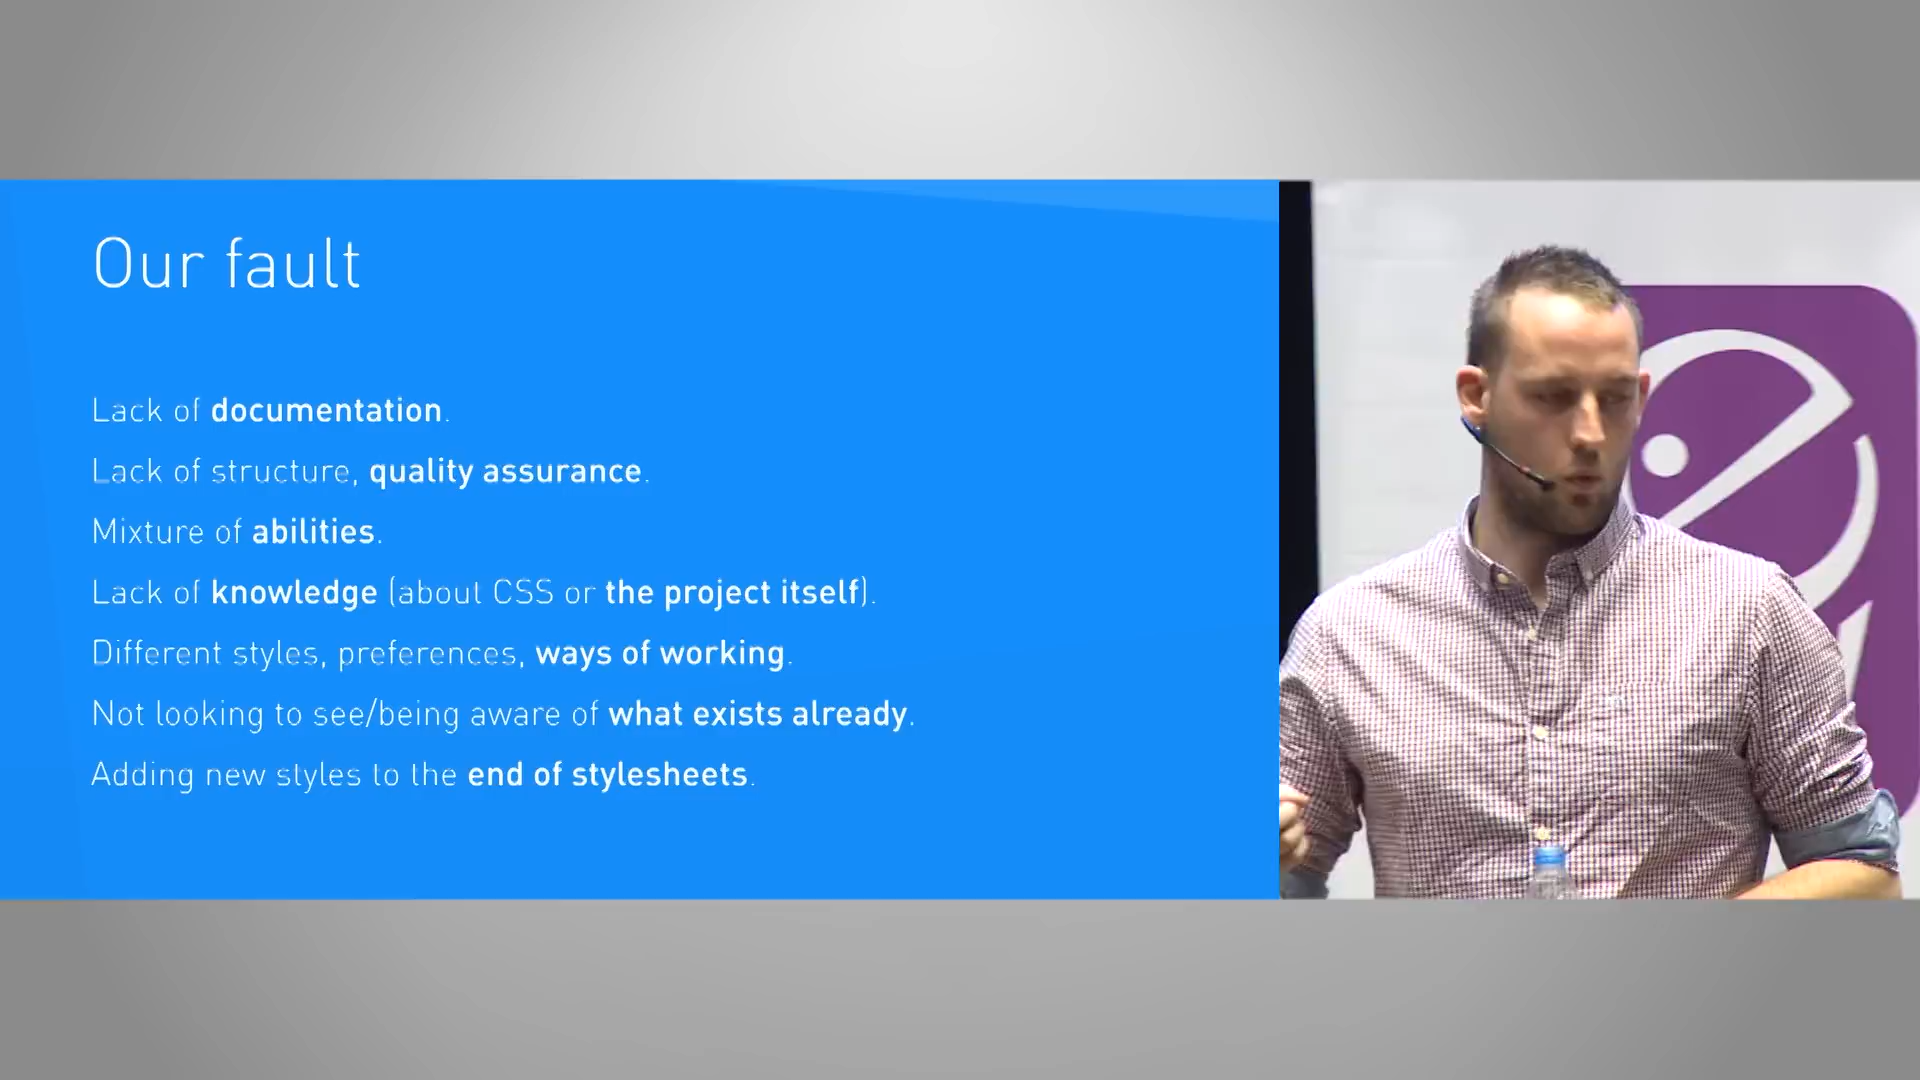 Our fault
Lack of documentation.
Lack of structure, quality assurance.
Mixture of abilities.
Lack of knowledge (about CSS or the project itself).
Different styles, preferences, ways of working.
Not looking to see/being aware of what exists already.
Adding new styles to the end of stylesheets.